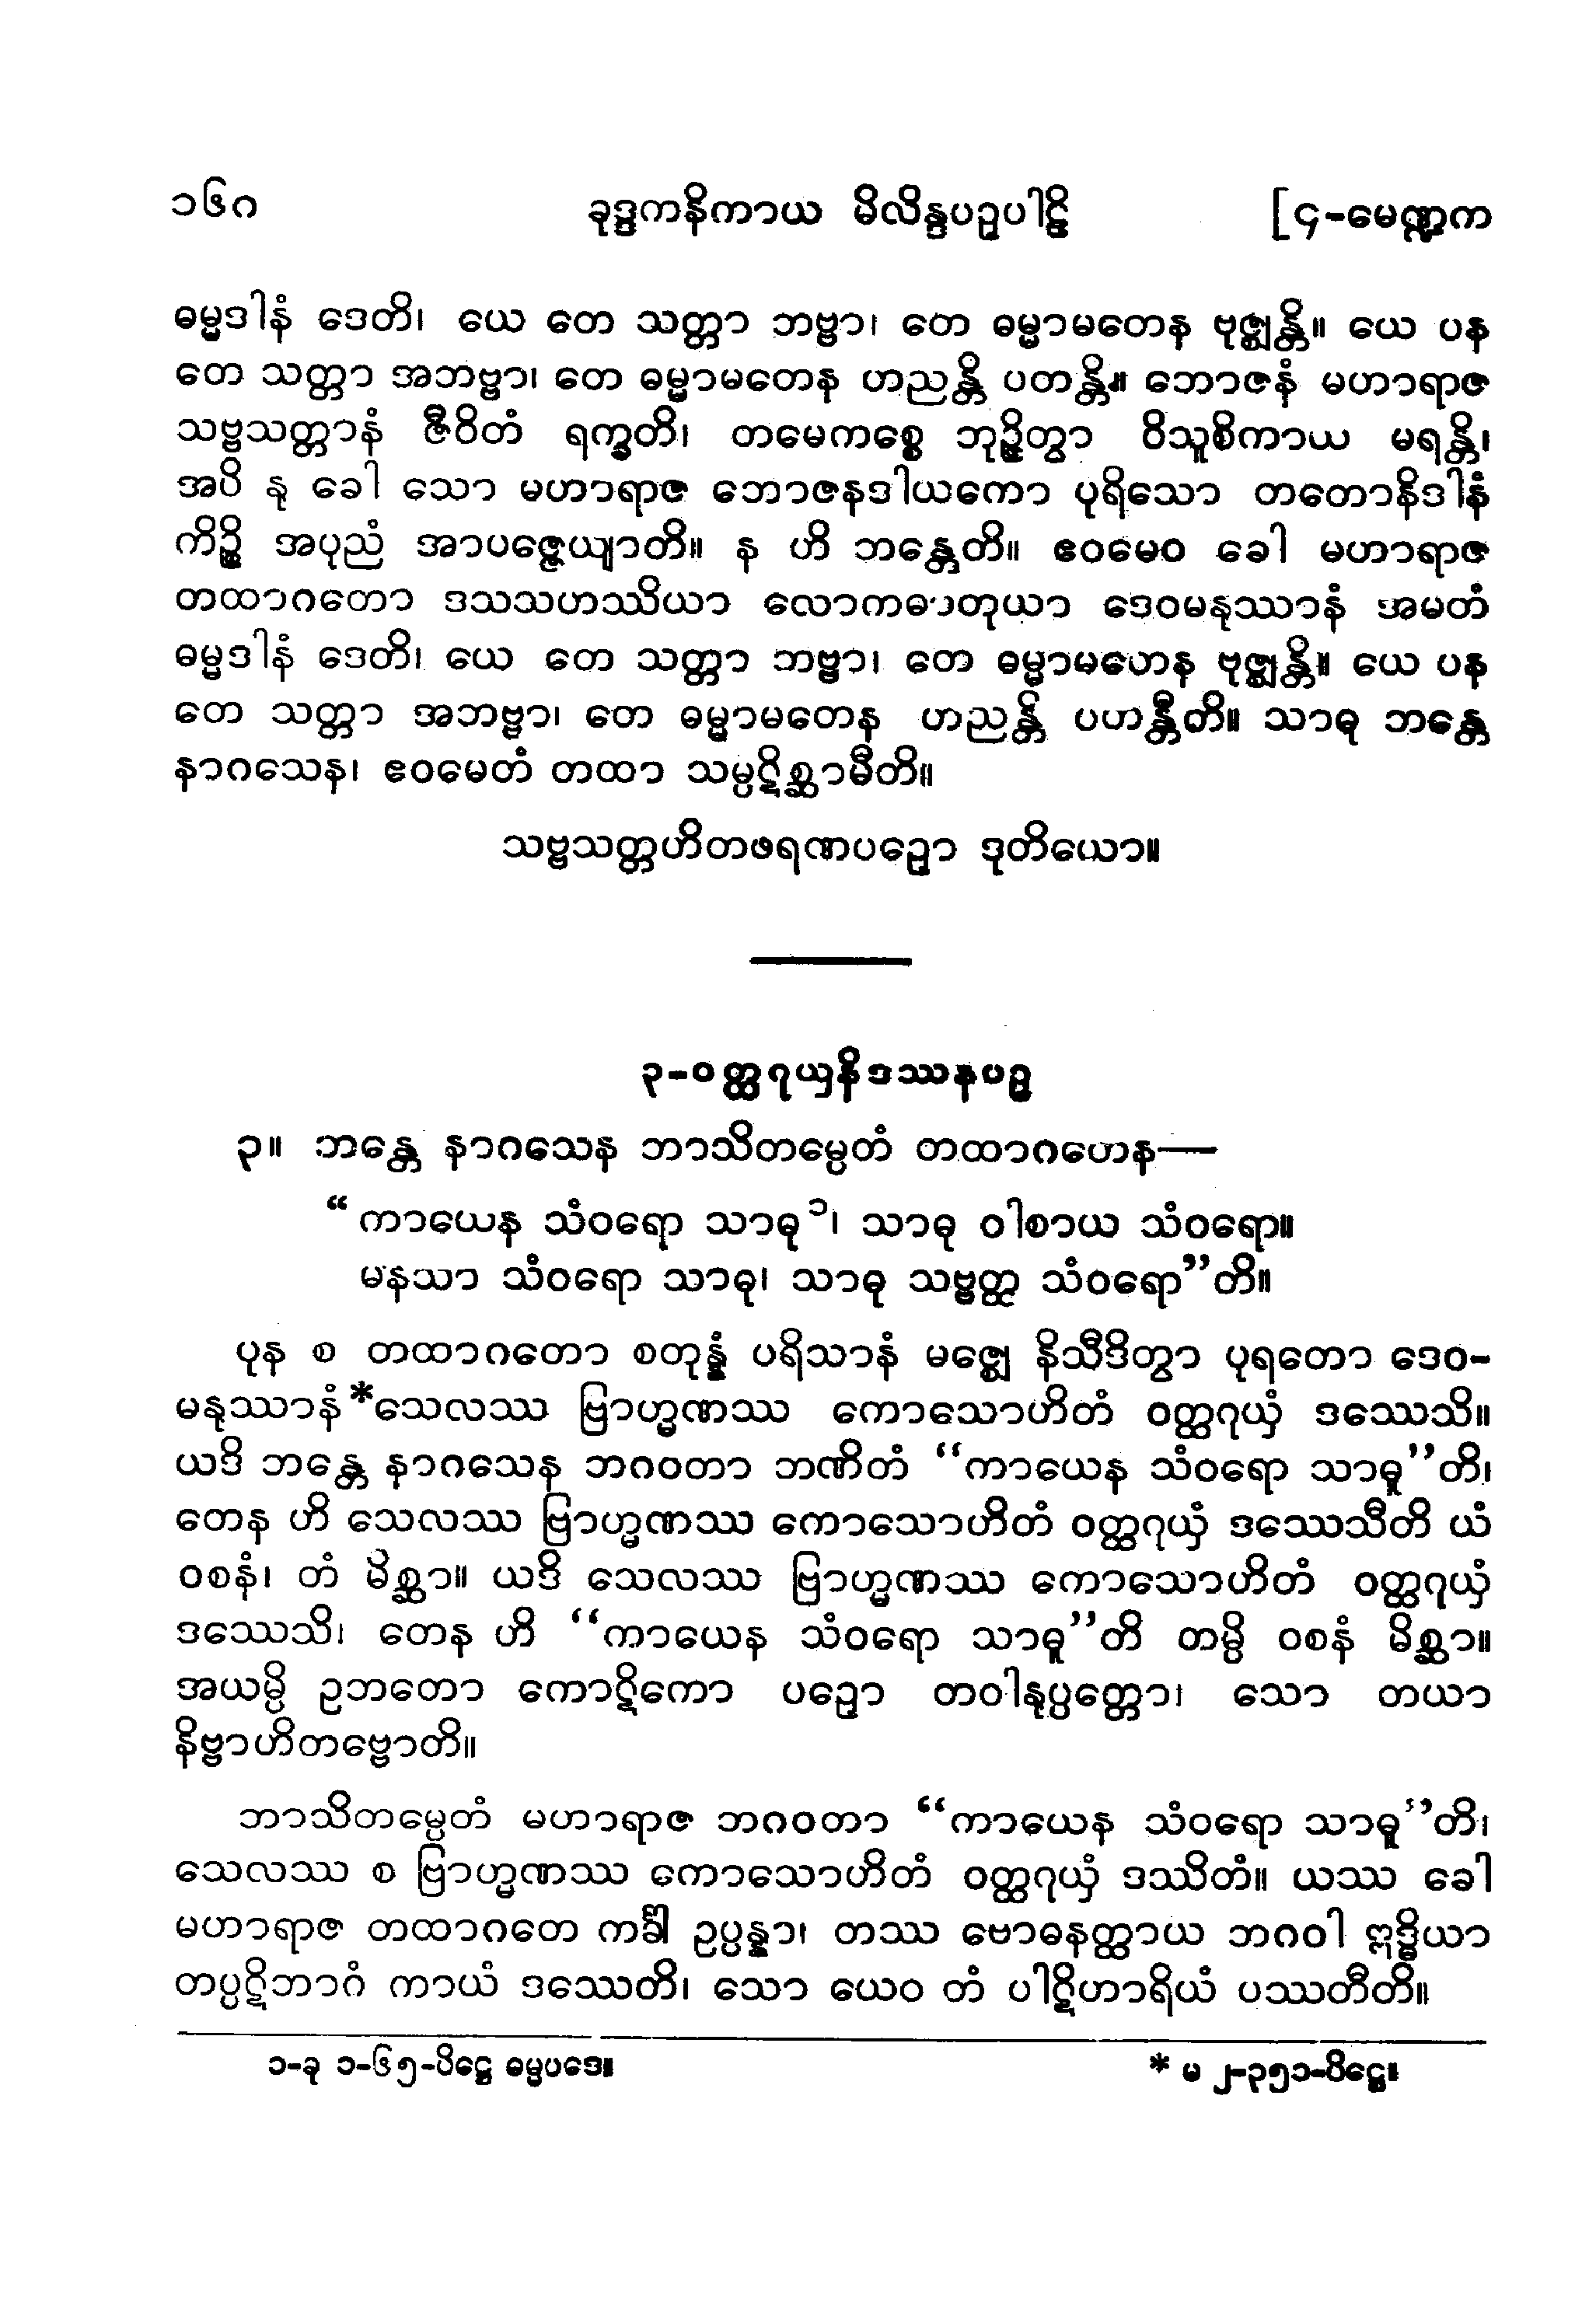 ၁၆ဂ ခုဒ္ဒကနိကာယ မိလိန္ဒပဉှပါဠိ [၄-မေဏ္ဍက
ဓမ္မဒါနံ ဒေတိ၊ ယေ တေ သတ္တာ ဘဗ္ဗာ၊ တေ ဓမ္မာမတေန ဗုဇ္ဈန္တိ။ ယေ ပန
တေ သတ္တာ အဘဗ္ဗာ၊ တေ ဓမ္မာမတေန ဟညန္တိ ပတန္တိ။ ဘောဇနံ မဟာရာဇ
သဗ္ဗသတ္တာနံ ဇီဝိတံ ရက္ခတိ၊ တမေကစ္စေ ဘုဉ္ဇိတွာ ဝိသူစိကာယ မရန္တိ၊
အပိ နု ခေါ သော မဟာရာဇ ဘောဇနဒါယကော ပုရိသော တတောနိဒါနံ
ကိဉ္စိ အပုညံ အာပဇ္ဇေယျာတိ။ န ဟိ ဘန္တေတိ။ ဧဝမေဝ ခေါ မဟာရာဇ
တထာဂတော ဒသသဟဿိယာ လောကဓာတုယာ ဒေဝမနုဿာနံ အမတံ
ဓမ္မဒါနံ ဒေတိ၊ ယေ တေ သတ္တာ ဘဗ္ဗာ၊ တေ ဓမ္မာမတေန ဗုဇ္ဈန္တိ။ ယေ ပန
တေ သတ္တာ အဘဗ္ဗာ၊ တေ ဓမ္မာမတေန ဟညန္တိ ပတန္တီတိ။ သာဓု ဘန္တေ
နာဂသေန၊ ဧဝမေတံ တထာ သမ္ပဋိစ္ဆာမီတိ။
သဗ္ဗသတ္တဟိတဖရဏပဉှော ဒုတိယော။
၃-ဝတ္ထဂုယှနိဒဿနပဉှ
၃။ ဘန္တေ နာဂသေန ဘာသိတမ္ပေတံ တထာဂတေန—
“ကာယေန သံဝရော သာဓု၁၊ သာဓု ဝါစာယ သံဝရော။
မနသာ သံဝရော သာဓု၊ သာဓု သဗ္ဗတ္ထ သံဝရော”တိ။
ပုန စ တထာဂတော စတုန္နံ ပရိသာနံ မဇ္ဈေ နိသီဒိတွာ ပုရတော ဒေဝ-
မနုဿာနံ*သေလဿ ဗြာဟ္မဏဿ ကောသောဟိတံ ဝတ္ထဂုယှံ ဒဿေသိ။
ယဒိ ဘန္တေ နာဂသေန ဘဂဝတာ ဘဏိတံ “ကာယေန သံဝရော သာဓူ”တိ၊
တေန ဟိ သေလဿ ဗြာဟ္မဏဿ ကောသောဟိတံ ဝတ္ထဂုယှံ ဒဿေသီတိ ယံ
ဝစနံ၊ တံ မိစ္ဆာ။ ယဒိ သေလဿ ဗြာဟ္မဏဿ ကောသောဟိတံ ဝတ္ထဂုယှံ
ဒဿေသိ၊ တေန ဟိ “ကာယေန သံဝရော သာဓူ”တိ တမ္ပိ ဝစနံ မိစ္ဆာ။
အယမ္ပိ ဥဘတော ကောဋိကော ပဉှော တဝါနုပ္ပတ္တော၊ သော တယာ
နိဗ္ဗာဟိတဗ္ဗောတိ။
ဘာသိတမ္ပေတံ မဟာရာဇ ဘဂဝတာ “ကာယေန သံဝရော သာဓူ”တိ၊
သေလဿ စ ဗြာဟ္မဏဿ ကောသောဟိတံ ဝတ္ထဂုယှံ ဒဿိတံ။ ယဿ ခေါ
မဟာရာဇ တထာဂတေ ကင်္ခါ ဥပ္ပန္နာ၊ တဿ ဗောဓနတ္ထာယ ဘဂဝါ ဣဒ္ဓိယာ
တပ္ပဋိဘာဂံ ကာယံ ဒဿေတိ၊ သော ယေဝ တံ ပါဋိဟာရိယံ ပဿတီတိ။
၁-ခု ၁-၆၅-ပိဋ္ဌေ ဓမ္မပဒေ။ * မ ၂-၃၅၁-ပိဋ္ဌေ။